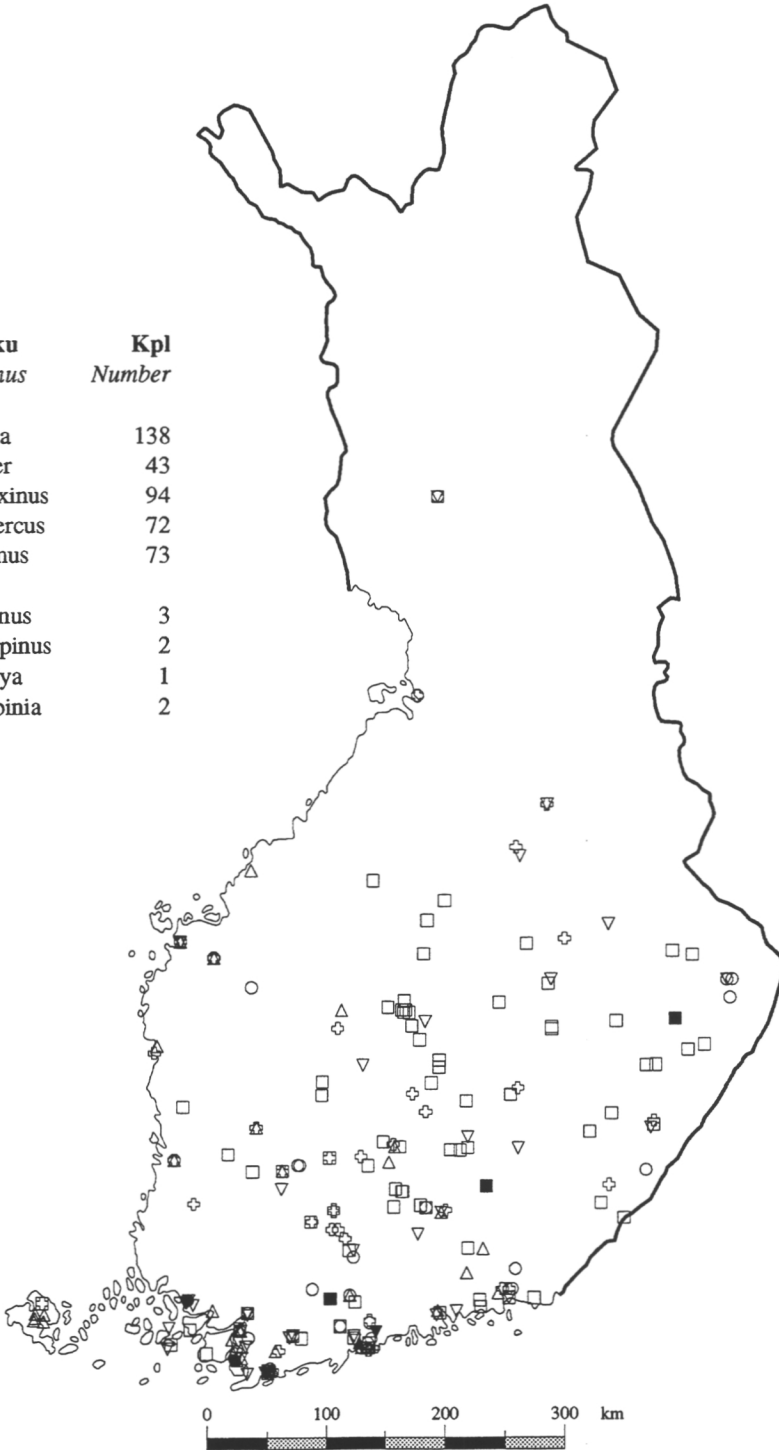 ku Kpl
nus Number
a 138
er 43
xinus 94
ercus 72
nus 73
nus 3
pinus 2
ya 1
binia 2
0 100 200 300 km